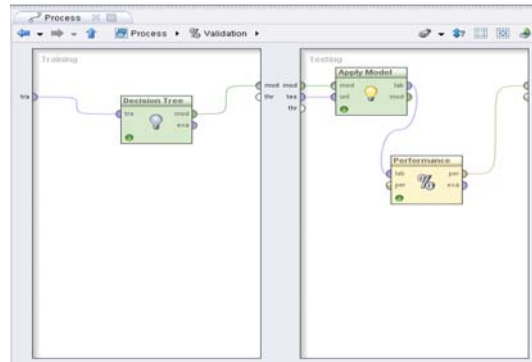 Process
Process Validation
Training
Testing
tra
Decision Tree
tra mod
exa
mod
thr
mod
tes
thr
Apply Model
mod lab
unl mod
Performance
lab per
per exa